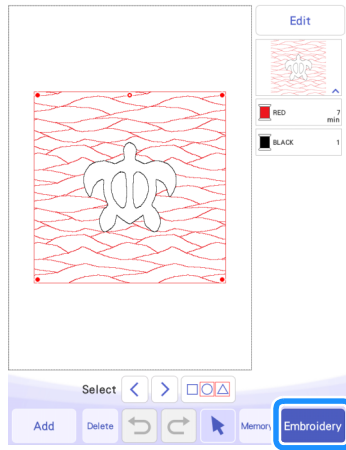 Edit
RED 7
min
BLACK 1
Select
Add Delete Memory Embroidery